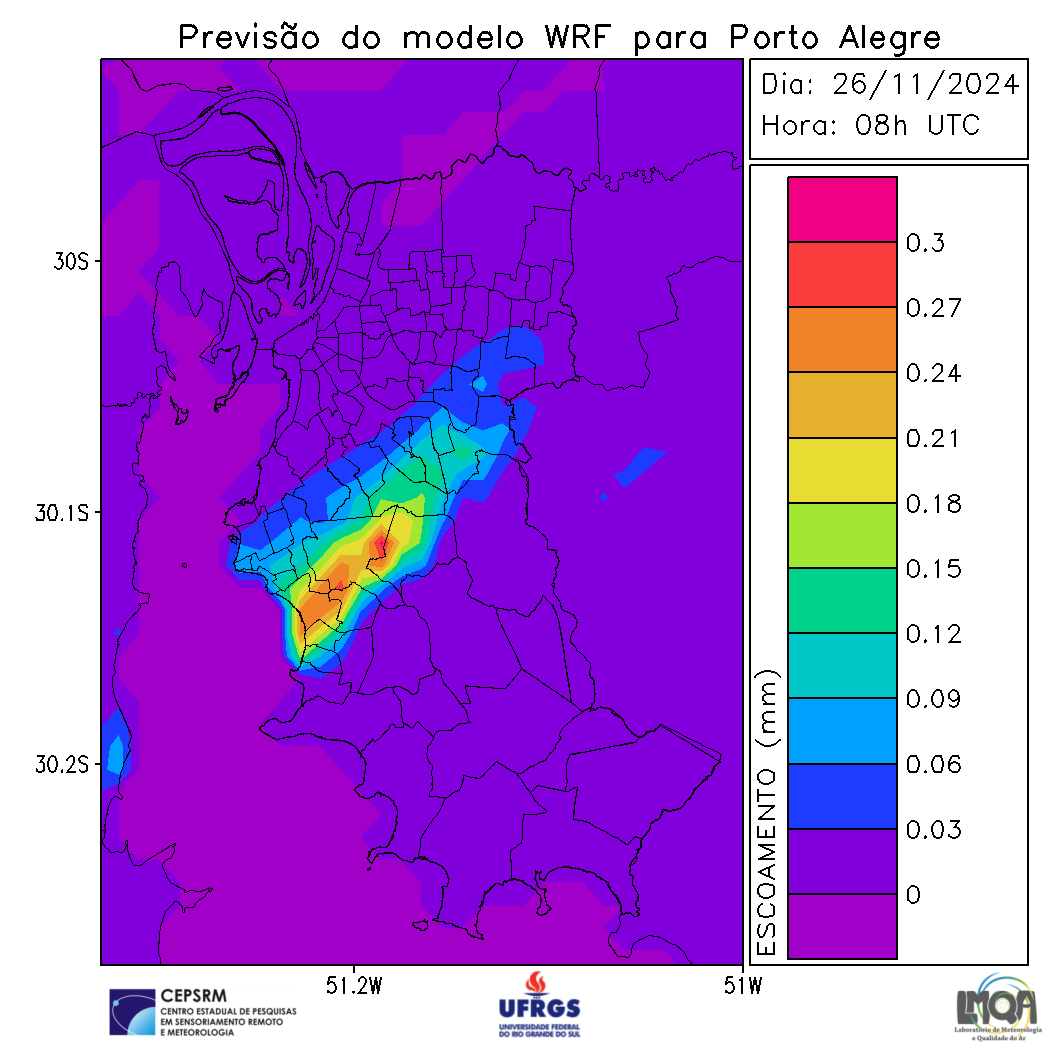 Previsão do modelo WRF para Porto Alegre
Dia: 26/11/2024
Hora: 08h UTC
0.3
0.27
0.24
0.21
0.18
0.15
0.12
0.09
0.06
0.03
0
ESCOAMENTO (mm)
30S
30.1S
30.2S
51.2W
51W
CEPSRM
CENTRO ESTADUAL DE PESQUISAS
EM SENSORIAMENTO REMOTO
E METEOROLOGIA
UFRGS
UNIVERSIDADE FEDERAL
DO RIO GRANDE DO SUL
LMQA
Laboratório de Meteorologia
e Qualidade do Ar